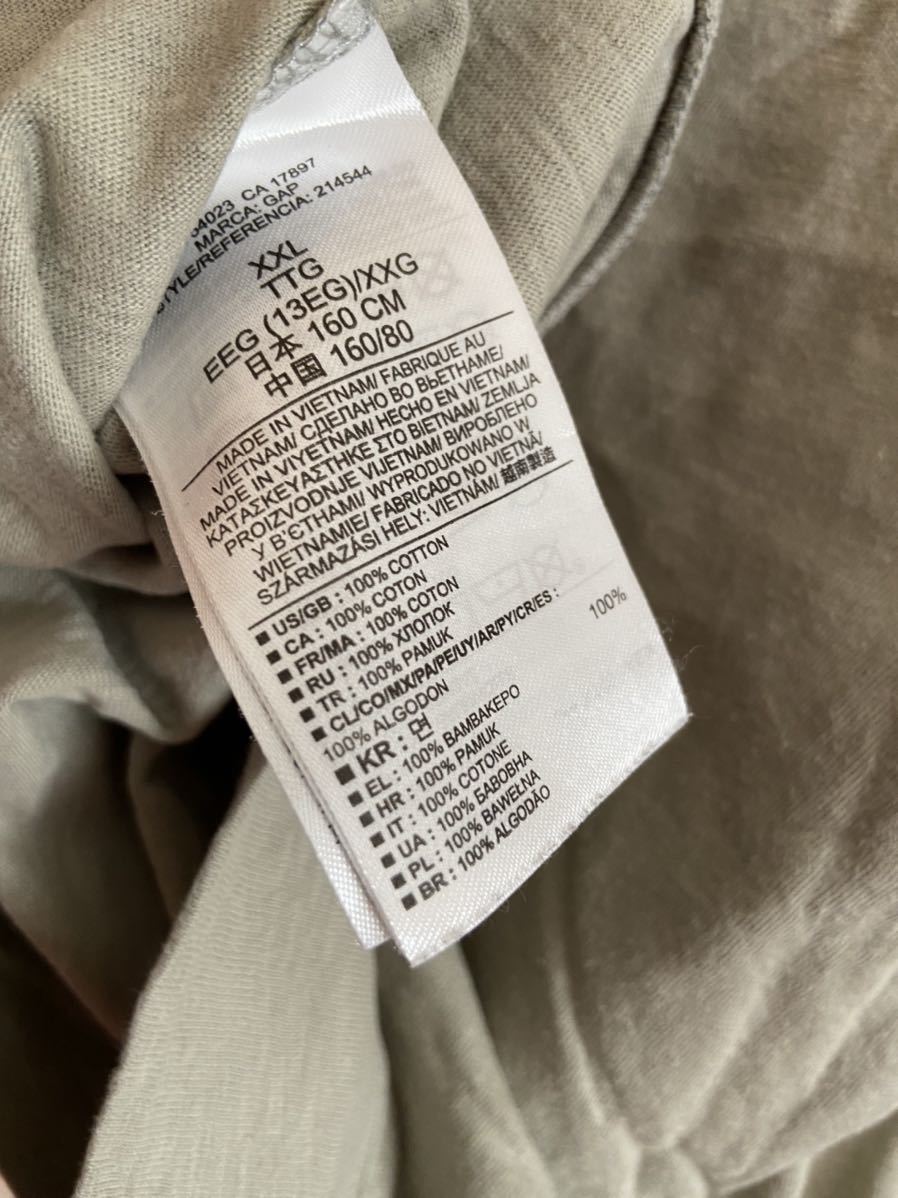 54023 CA 17897
MARCA: GAP
STYLE/REFERENCIA: 214544
XXL
TTG
EEG (13EG)/XXG
日本 160 CM
中国 160/80
MADE IN VIETNAM/ FABRIQUE AU
VIETNAM/ СДЕЛАНО ВО ВЬЕТНАМЕ/
MADE IN VIYETNAM/ HECHO EN VIETNAM/
ΚΑΤΑΣΚΕΥΑΣΤΗΚΕ ΣΤΟ ΒΙΕΤΝΑΜ/ ZEMLJA
PROIZVODNJE VIJETNAM/ ВИРОБЛЕНО
У В'ЄТНАМІ/ WYPRODUKOWANO W
WIETNAMIE/ FABRICADO NO VIETNÃ/
SZÁRMAZÁSI HELY: VIETNÁM/ 越南製造
■ US/GB : 100% COTTON
■ CA : 100% COTON
■ FR/MA : 100% COTON
■ RU : 100% ХЛОПОК
■ TR : 100% PAMUK
■ CL/CO/MX/PA/PE/UY/AR/PY/CR/ES :
100% ALGODON
■ KR : 면 100%
■ EL : 100% ΒΑΜΒΑΚΕΡΟ
■ HR : 100% PAMUK
■ IT : 100% COTONE
■ UA : 100% БАВОВНА
■ PL : 100% BAWEŁNA
■ BR : 100% ALGODÃO